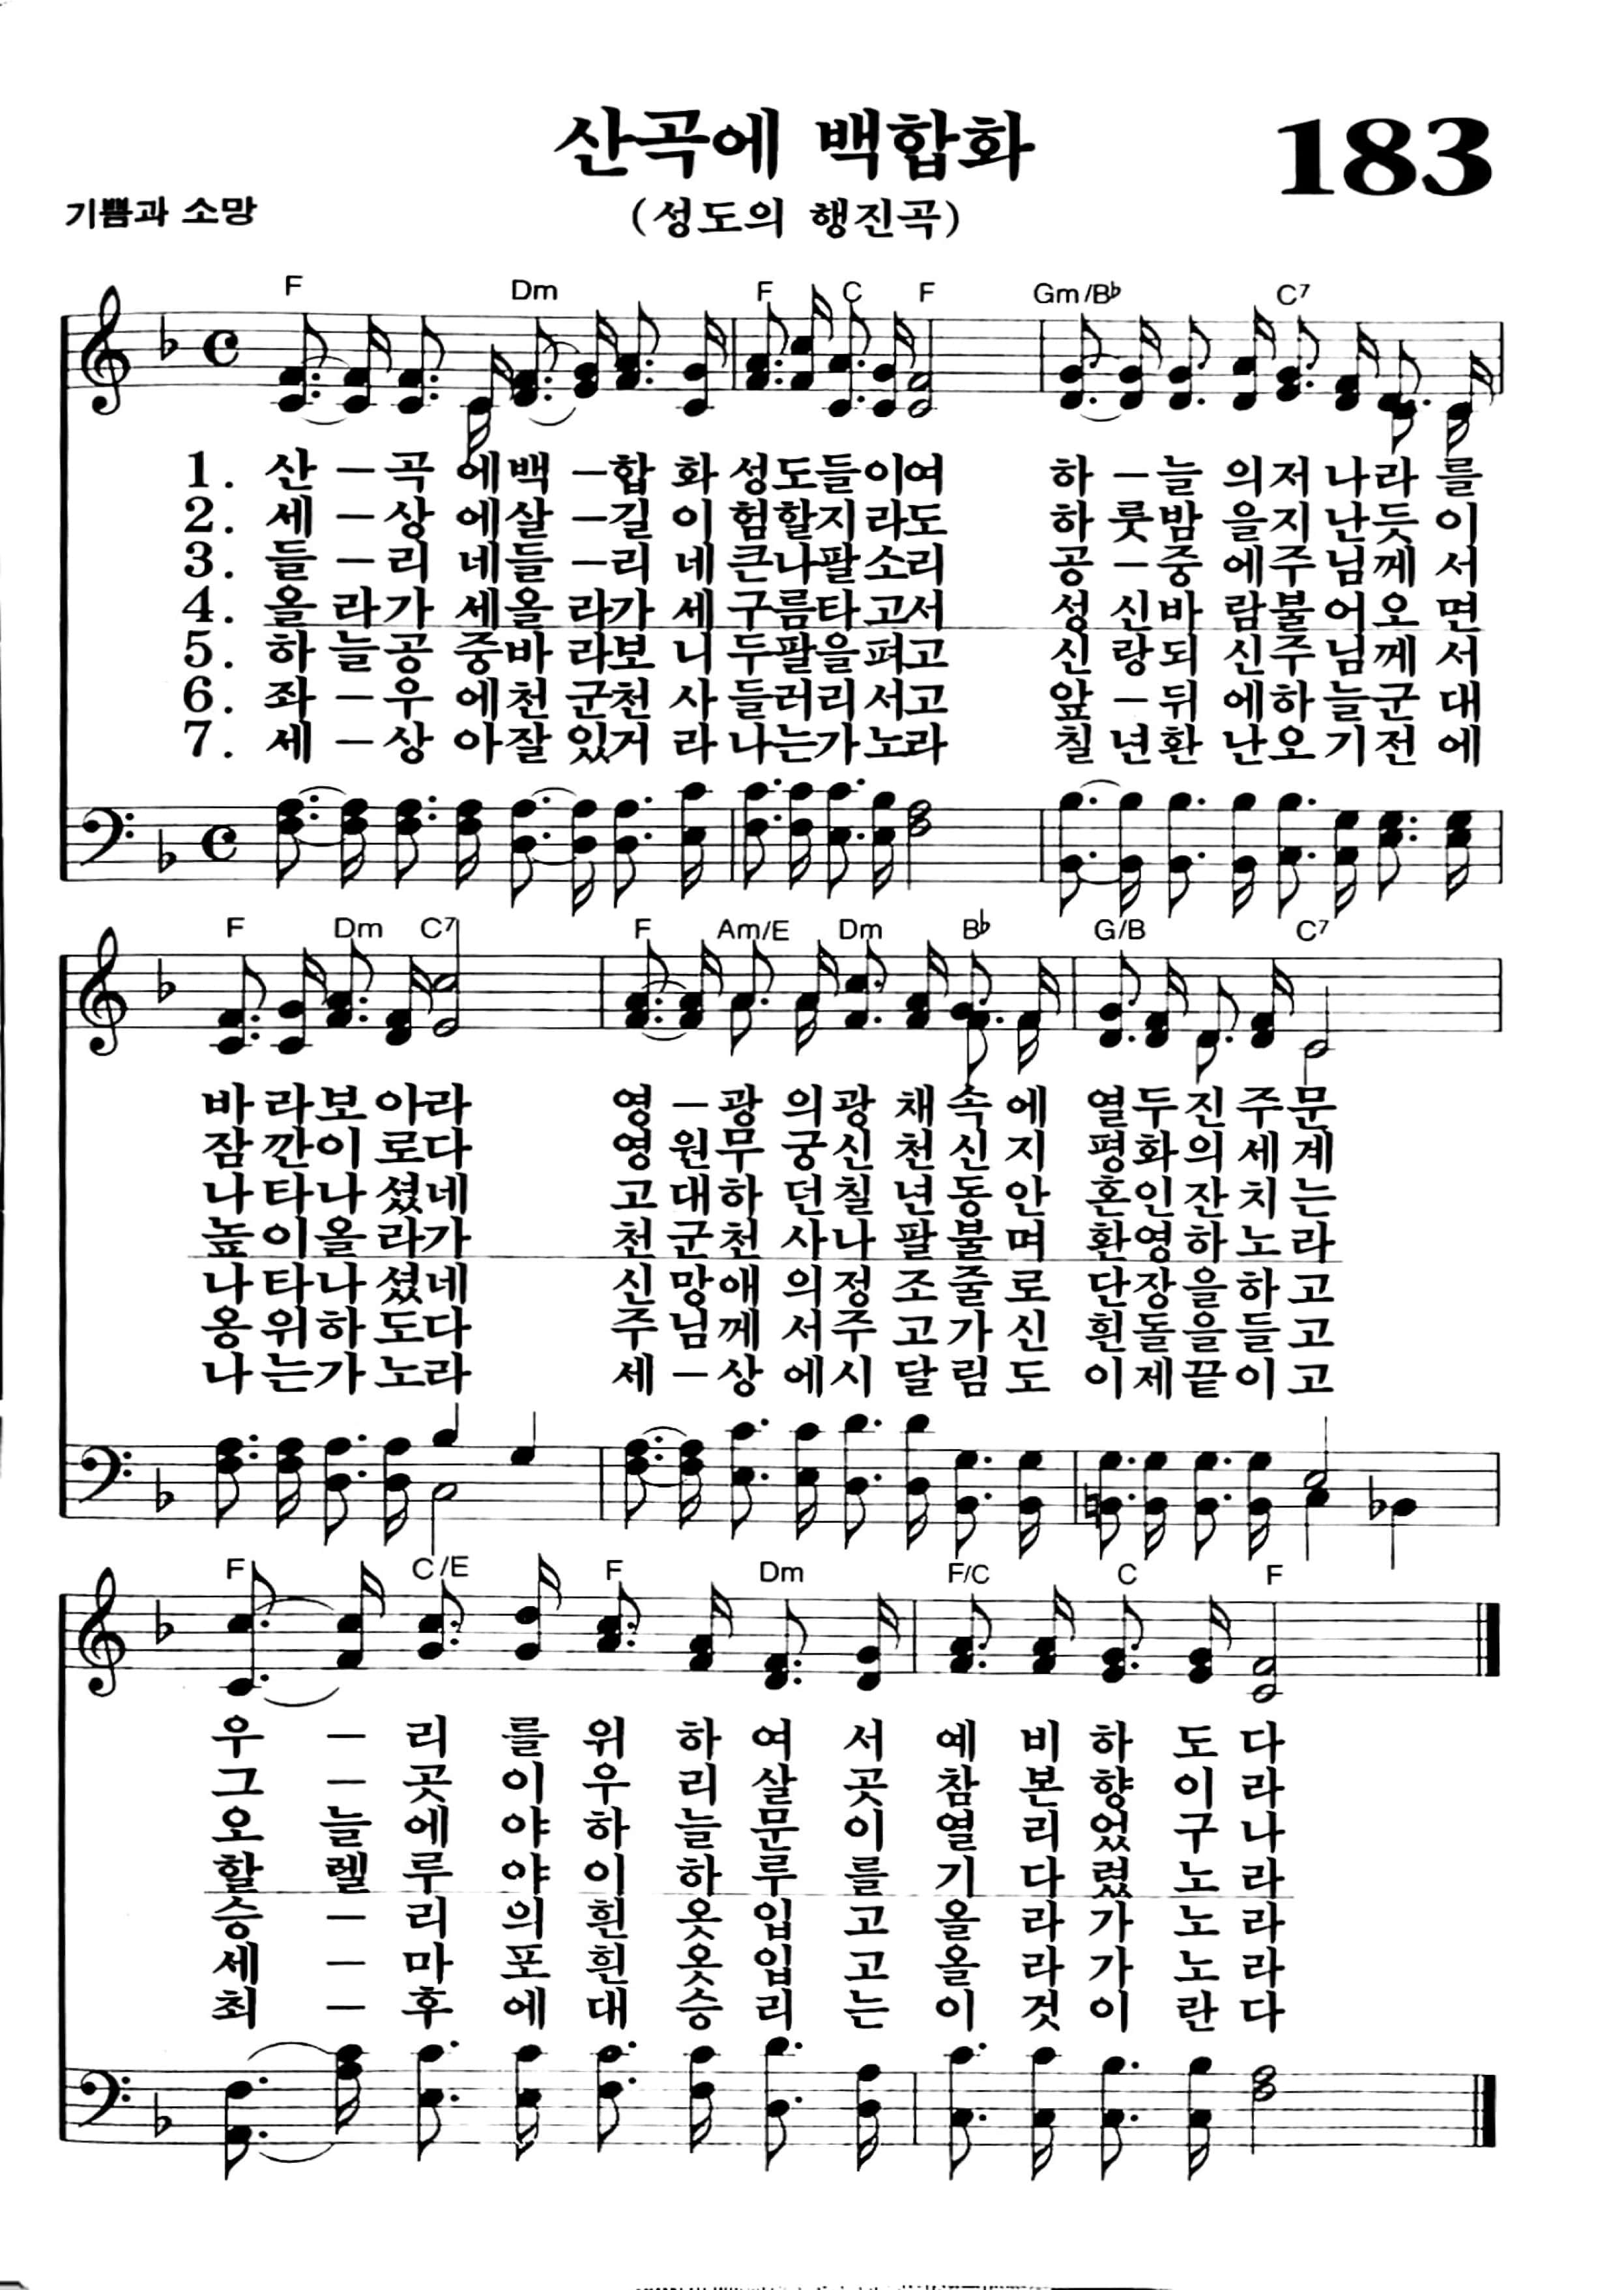 산곡에 백합화
183
기쁨과 소망
(성도의 행진곡)
F Dm F C F Gm/B♭ C7
1. 산 – 곡 에백 –합 화 성도들이여 하 –늘 의저 나라 를
2. 세 – 상 에살 –길 이 험할지라도 하 룻밤 을지 난듯 이
3. 들 – 리 네들 –리 네 큰나팔소리 공 –중 에주 님께 서
4. 올 라가 세올 라가 세 구름타고서 성 신바 람불 어오 면
5. 하 늘공 중바 라보 니 두팔을펴고 신 랑되 신주 님께 서
6. 좌 – 우 에천 군천 사 들러리서고 앞 –뒤 에하 늘군 대
7. 세 – 상 아잘 있거 라 나는가노라 칠 년환 난오 기전 에
F Dm C7 F Am/E Dm B♭ G/B C7
바 라보 아라 영 –광 의광 채속에 열두진주문
잠 깐이 로다 영 원무 궁신 천신지 평화의세계
나 타나 셨네 고 대하 던칠 년동안 혼인잔치는
높 이올 라가 천 군천 사나 팔불며 환영하노라
나 타나 셨네 신 망애 의정 조줄로 단장을하고
옹 위하 도다 주 님께 서주 고가신 흰돌을들고
나 는가 노라 세 –상 에시 달림도 이제끝이고
F C/E F Dm F/C C F
우 – 리 를 위 하 여 서 예 비 하 도 다
그 – 곳 이 우 리 살 곳 참 본 향 이 라
오 늘 에 야 하 늘 문 이 열 리 었 구 나
할 렐 루 야 이 하 루 를 기 다 렸 노 라
승 – 리 의 흰 옷 입 고 올 라 가 노 라
세 – 마 포 흰 옷 입 고 올 라 가 노 라
최 – 후 에 대 승 리 는 이 것 이 란 다